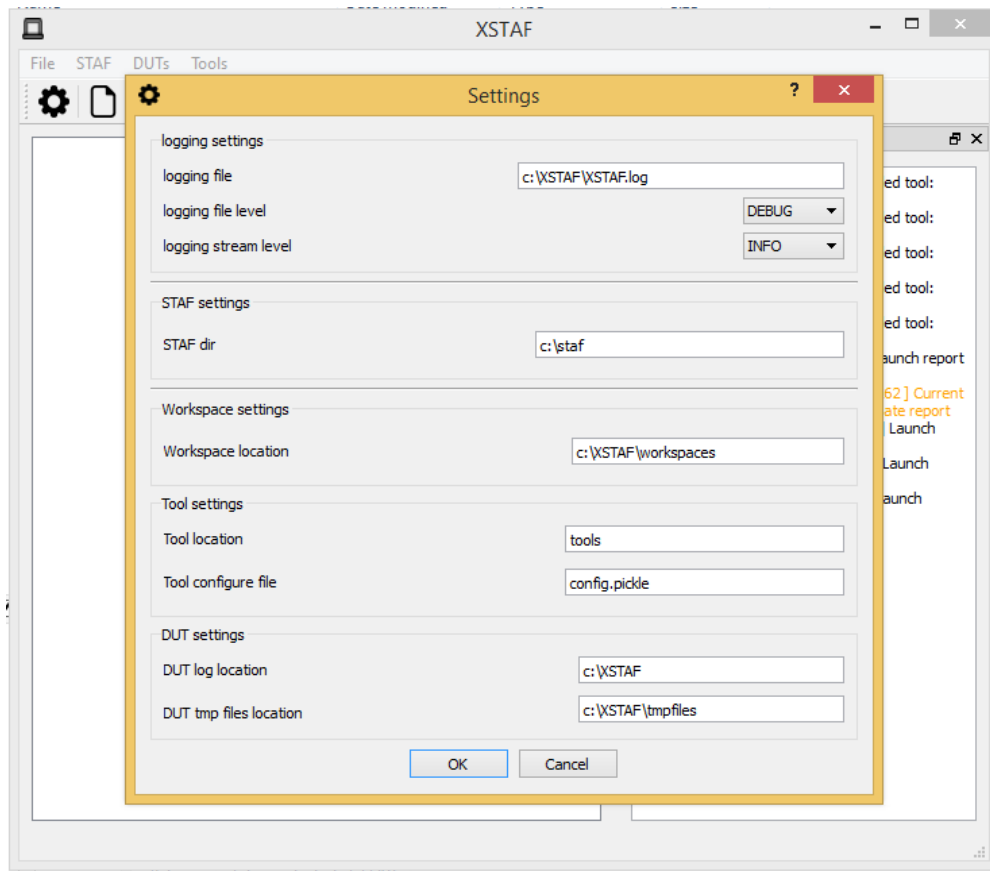 XSTAF
File STAF DUTs Tools
Settings
?
logging settings
logging file c:\XSTAF\XSTAF.log
logging file level DEBUG
logging stream level INFO
STAF settings
STAF dir c:\staf
Workspace settings
Workspace location c:\XSTAF\workspaces
Tool settings
Tool location tools
Tool configure file config.pickle
DUT settings
DUT log location c:\XSTAF
DUT tmp files location c:\XSTAF\tmpfiles
OK Cancel
ed tool:
ed tool:
ed tool:
ed tool:
ed tool:
aunch report
62] Current
ate report
] Launch
Launch
aunch